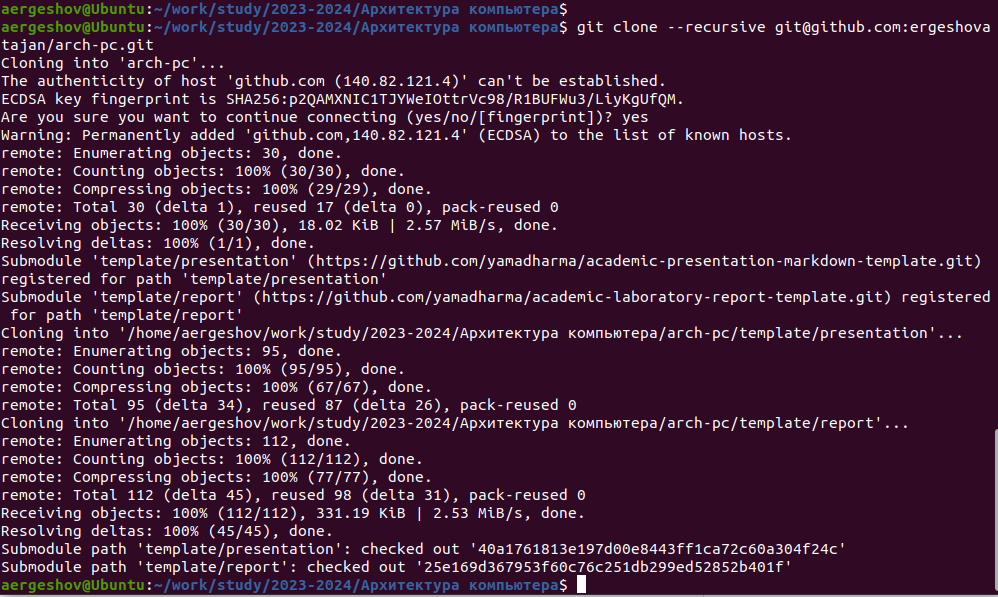 aergeshov@Ubuntu:~/work/study/2023-2024/Архитектура компьютера$
aergeshov@Ubuntu:~/work/study/2023-2024/Архитектура компьютера$ git clone --recursive git@github.com:ergeshova
tajan/arch-pc.git
Cloning into 'arch-pc'...
The authenticity of host 'github.com (140.82.121.4)' can't be established.
ECDSA key fingerprint is SHA256:p2QAMXNIC1TJYWeIOttrVc98/R1BUFWu3/LiyKgUfQM.
Are you sure you want to continue connecting (yes/no/[fingerprint])? yes
Warning: Permanently added 'github.com,140.82.121.4' (ECDSA) to the list of known hosts.
remote: Enumerating objects: 30, done.
remote: Counting objects: 100% (30/30), done.
remote: Compressing objects: 100% (29/29), done.
remote: Total 30 (delta 1), reused 17 (delta 0), pack-reused 0
Receiving objects: 100% (30/30), 18.02 KiB | 2.57 MiB/s, done.
Resolving deltas: 100% (1/1), done.
Submodule 'template/presentation' (https://github.com/yamadharma/academic-presentation-markdown-template.git)
registered for path 'template/presentation'
Submodule 'template/report' (https://github.com/yamadharma/academic-laboratory-report-template.git) registered
 for path 'template/report'
Cloning into '/home/aergeshov/work/study/2023-2024/Архитектура компьютера/arch-pc/template/presentation'...
remote: Enumerating objects: 95, done.
remote: Counting objects: 100% (95/95), done.
remote: Compressing objects: 100% (67/67), done.
remote: Total 95 (delta 34), reused 87 (delta 26), pack-reused 0
Cloning into '/home/aergeshov/work/study/2023-2024/Архитектура компьютера/arch-pc/template/report'...
remote: Enumerating objects: 112, done.
remote: Counting objects: 100% (112/112), done.
remote: Compressing objects: 100% (77/77), done.
remote: Total 112 (delta 45), reused 98 (delta 31), pack-reused 0
Receiving objects: 100% (112/112), 331.19 KiB | 2.53 MiB/s, done.
Resolving deltas: 100% (45/45), done.
Submodule path 'template/presentation': checked out '40a1761813e197d00e8443ff1ca72c60a304f24c'
Submodule path 'template/report': checked out '25e169d367953f60c76c251db299ed52852b401f'
aergeshov@Ubuntu:~/work/study/2023-2024/Архитектура компьютера$